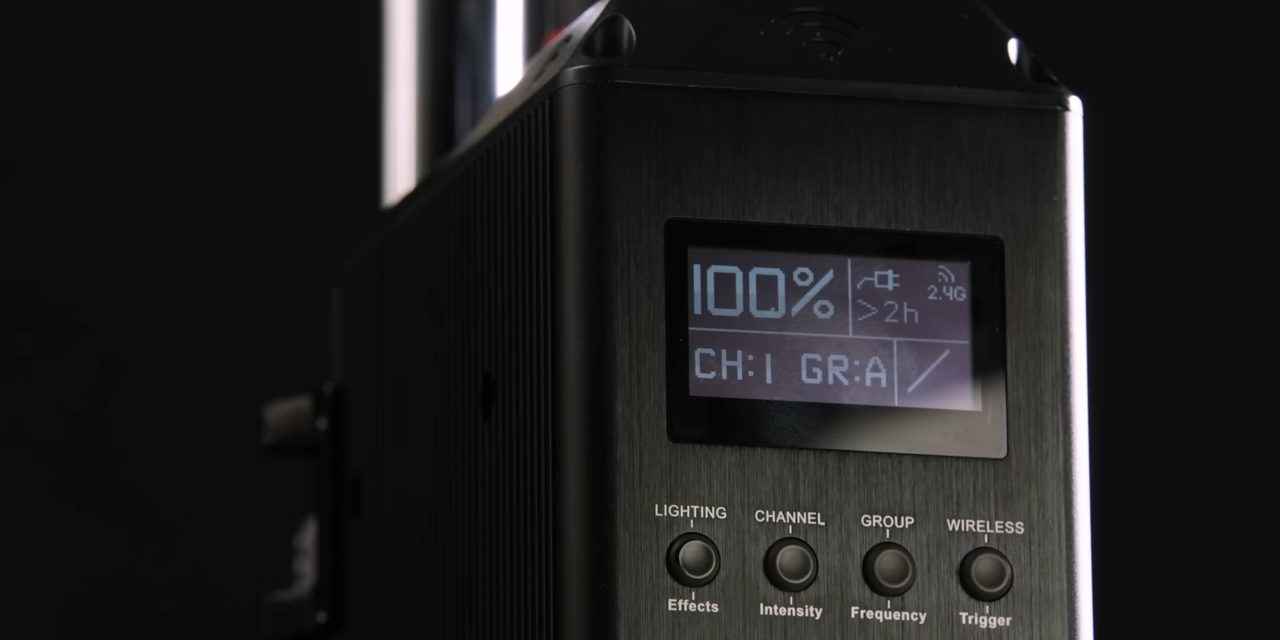 100% >2h 2.4G
CH:1 GR:A
LIGHTING CHANNEL GROUP WIRELESS
Effects Intensity Frequency Trigger